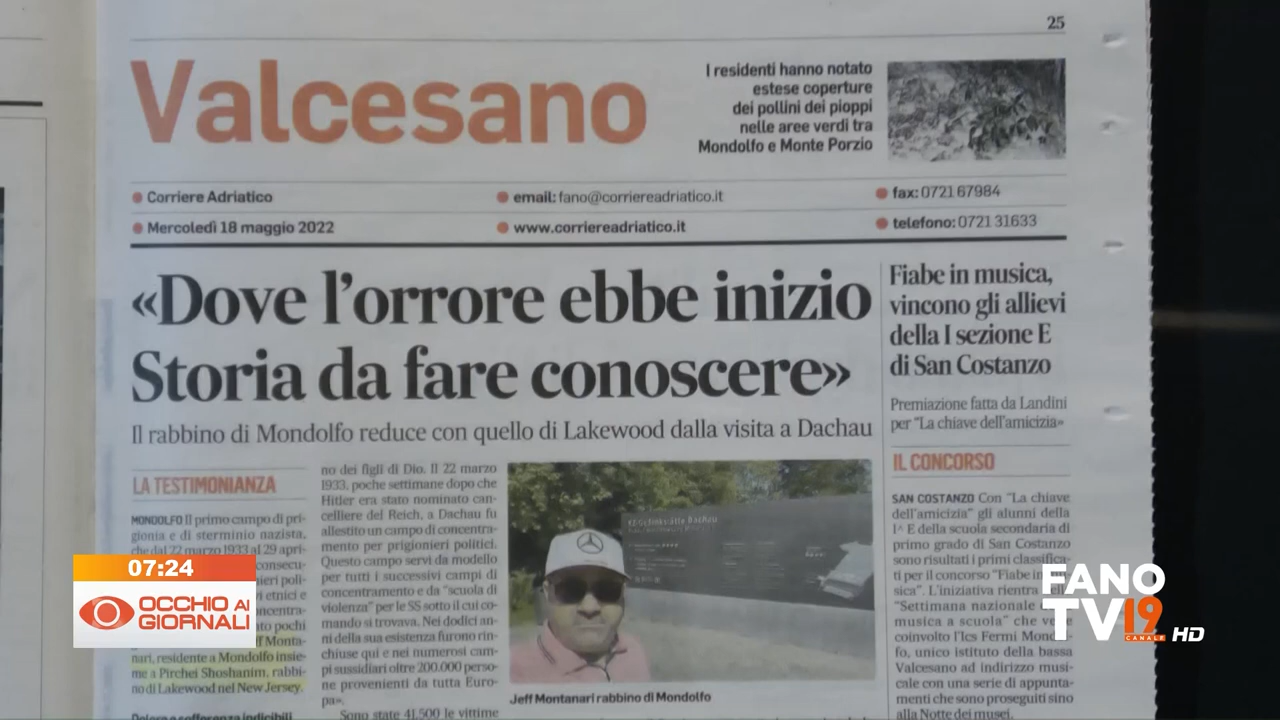 25
Valcesano
I residenti hanno notato
estese coperture
dei pollini dei pioppi
nelle aree verdi tra
Mondolfo e Monte Porzio
Corriere Adriatico
email: fano@corriereadriatico.it
fax: 0721 67984
Mercoledì 18 maggio 2022
www.corriereadriatico.it
telefono: 0721 31633
«Dove l'orrore ebbe inizio
Storia da fare conoscere»
Il rabbino di Mondolfo reduce con quello di Lakewood dalla visita a Dachau
LA TESTIMONIANZA
MONDOLFO Il primo campo di pri-
gionia e di sterminio nazista,
che dal 22 marzo 1933 al 29 apri-
consecu-
nieri poli-
vi etnici e
ncentra-
to pochi
ff Monta-
nari, residente a Mondolfo insie-
me a Pirchei Shoshanim, rabbi-
no di Lakewood nel New Jersey.
Dolore e sofferenza indicibili
no dei figli di Dio. Il 22 marzo
1933, poche settimane dopo che
Hitler era stato nominato can-
celliere del Reich, a Dachau fu
allestito un campo di concentra-
mento per prigionieri politici.
Questo campo servì da modello
per tutti i successivi campi di
concentramento e da "scuola di
violenza" per le SS sotto il cui co-
mando si trovava. Nei dodici an-
ni della sua esistenza furono rin-
chiuse qui e nei numerosi cam-
pi sussidiari oltre 200.000 perso-
ne provenienti da tutta Euro-
pa».
Sono state 41.500 le vittime
Jeff Montanari rabbino di Mondolfo
Fiabe in musica,
vincono gli allievi
della I sezione E
di San Costanzo
Premiazione fatta da Landini
per "La chiave dell'amicizia»
IL CONCORSO
SAN COSTANZO Con "La chiave
dell'amicizia" gli alunni della
I^ E della scuola secondaria di
primo grado di San Costanzo
sono risultati i primi classifica-
ti per il concorso "Fiabe in
sica". L'iniziativa rientra
"Settimana nazionale
musica a scuola" che
coinvolto l'Ics Fermi
fo, unico istituto della bassa
Valcesano ad indirizzo musi-
cale con una serie di appunta-
menti che sono proseguiti sino
alla Notte dei musei.
07:24
OCCHIO AI
GIORNALI
FANO
TV19
CANALE
HD